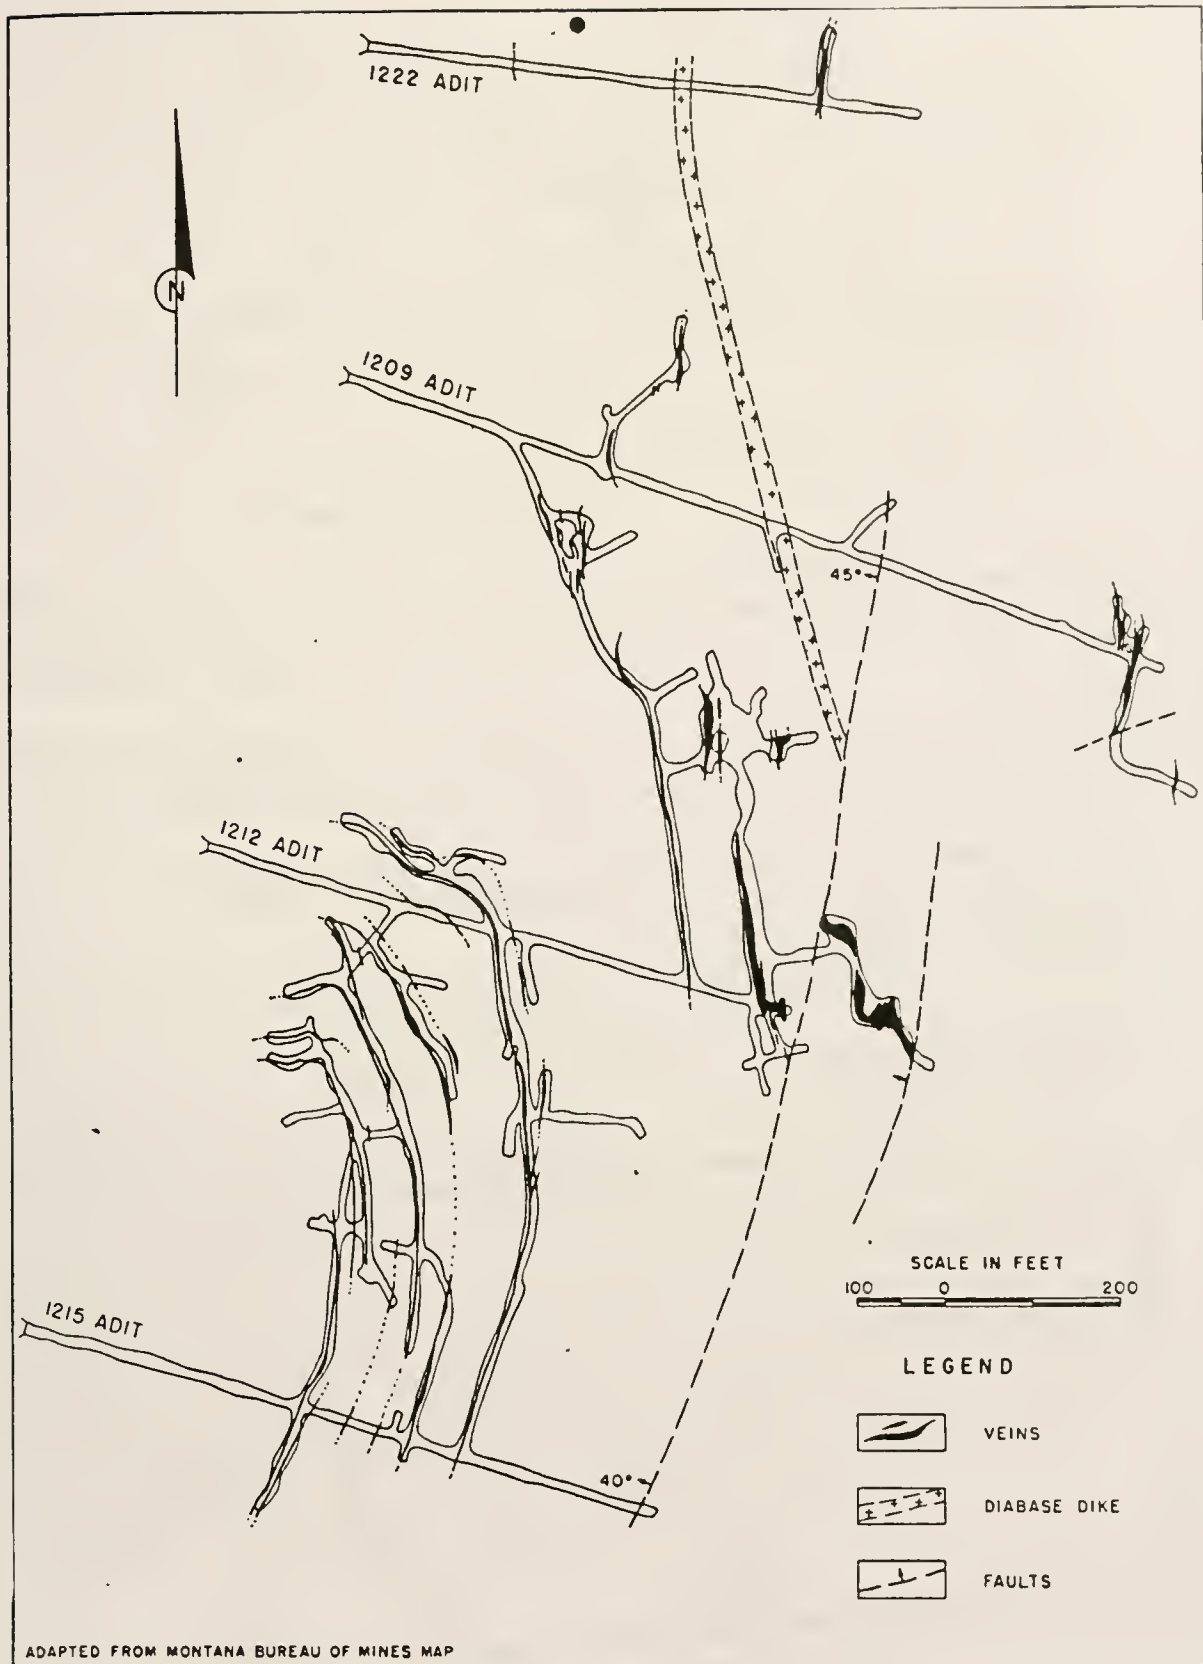 1222 ADIT
N
1209 ADIT
45°
1212 ADIT
SCALE IN FEET
100 0 200
1215 ADIT
LEGEND
VEINS
40°
DIABASE DIKE
FAULTS
ADAPTED FROM MONTANA BUREAU OF MINES MAP